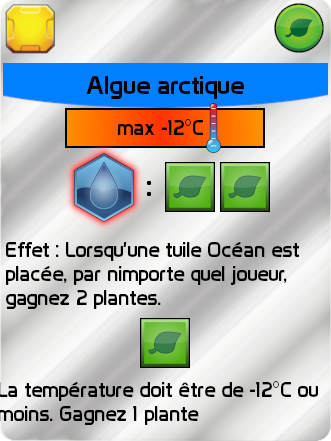 Algue arctique
max -12°C
:
Effet : Lorsqu'une tuile Océan est
placée, par nimporte quel joueur,
gagnez 2 plantes.
La température doit être de -12°C ou
moins. Gagnez 1 plante